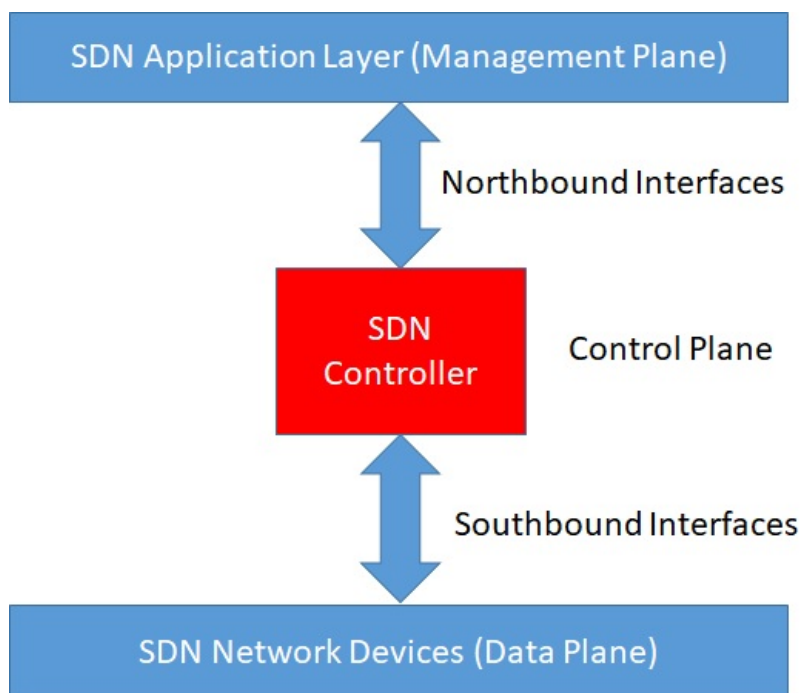 SDN Application Layer (Management Plane)
Northbound Interfaces
SDN
Controller
Control Plane
Southbound Interfaces
SDN Network Devices (Data Plane)